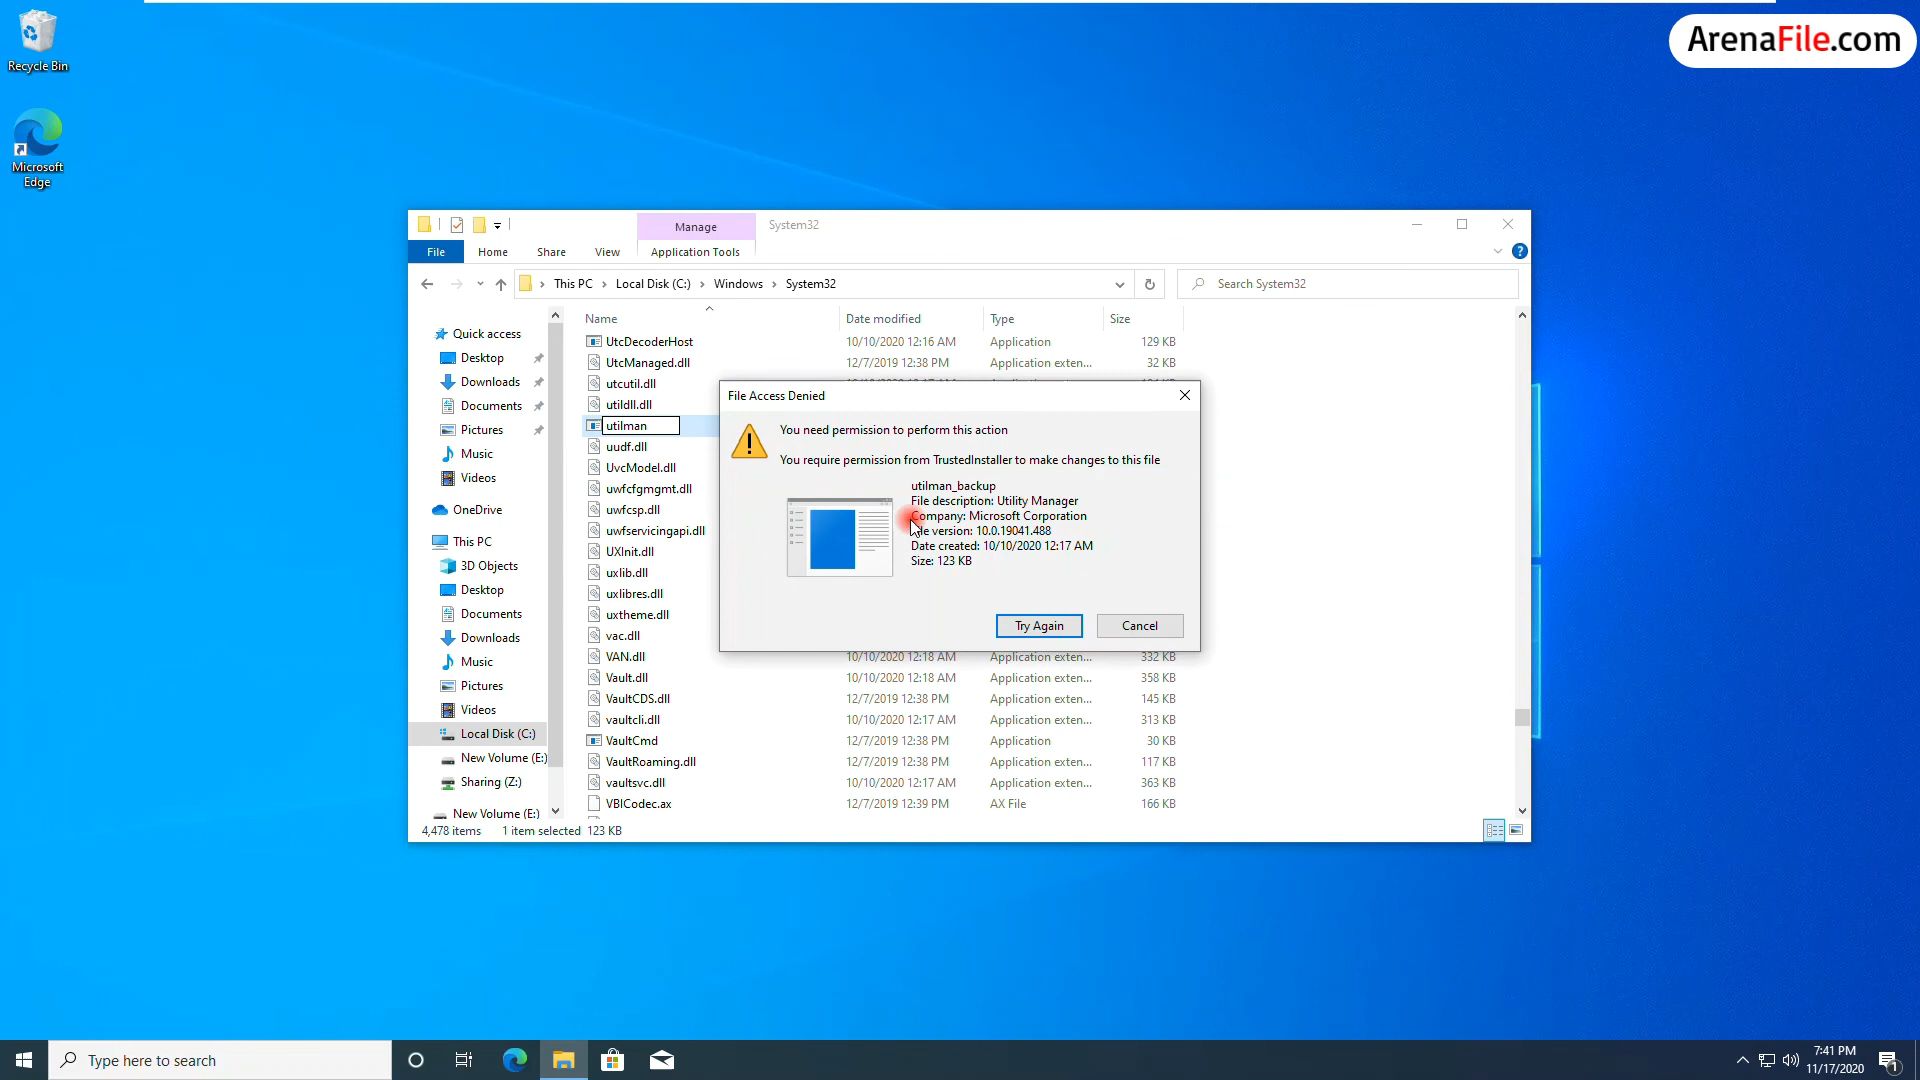 Recycle Bin
Microsoft
Edge
ArenaFile.com
Manage
System32
File
Home
Share
View
Application Tools
This PC
Local Disk (C:)
Windows
System32
Search System32
Name
Date modified
Type
Size
Quick access
Desktop
Downloads
Documents
Pictures
Music
Videos
OneDrive
This PC
3D Objects
Desktop
Documents
Downloads
Music
Pictures
Videos
Local Disk (C:)
New Volume (E:)
Sharing (Z:)
New Volume (E:)
UtcDecoderHost 10/10/2020 12:16 AM Application 129 KB
UtcManaged.dll 12/7/2019 12:38 PM Application exten... 32 KB
utcutil.dll
utildll.dll
utilman
uudf.dll
UvcModel.dll
uwfcfgmgmt.dll
uwfcsp.dll
uwfservicingapi.dll
UXInit.dll
uxlib.dll
uxlibres.dll
uxtheme.dll
vac.dll
VAN.dll 10/10/2020 12:18 AM Application exten... 332 KB
Vault.dll 10/10/2020 12:18 AM Application exten... 358 KB
VaultCDS.dll 12/7/2019 12:38 PM Application exten... 145 KB
vaultcli.dll 10/10/2020 12:17 AM Application exten... 313 KB
VaultCmd 12/7/2019 12:38 PM Application 30 KB
VaultRoaming.dll 12/7/2019 12:38 PM Application exten... 117 KB
vaultsvc.dll 10/10/2020 12:17 AM Application exten... 363 KB
VBICodec.ax 12/7/2019 12:39 PM AX File 166 KB
File Access Denied
You need permission to perform this action
You require permission from TrustedInstaller to make changes to this file
utilman_backup
File description: Utility Manager
Company: Microsoft Corporation
File version: 10.0.19041.488
Date created: 10/10/2020 12:17 AM
Size: 123 KB
Try Again
Cancel
4,478 items
1 item selected 123 KB
Type here to search
7:41 PM
11/17/2020
1